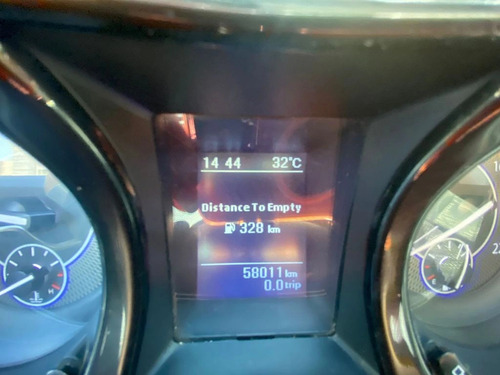 14 44 32°C
Distance To Empty
328 km
58011 km
0.0 trip
H